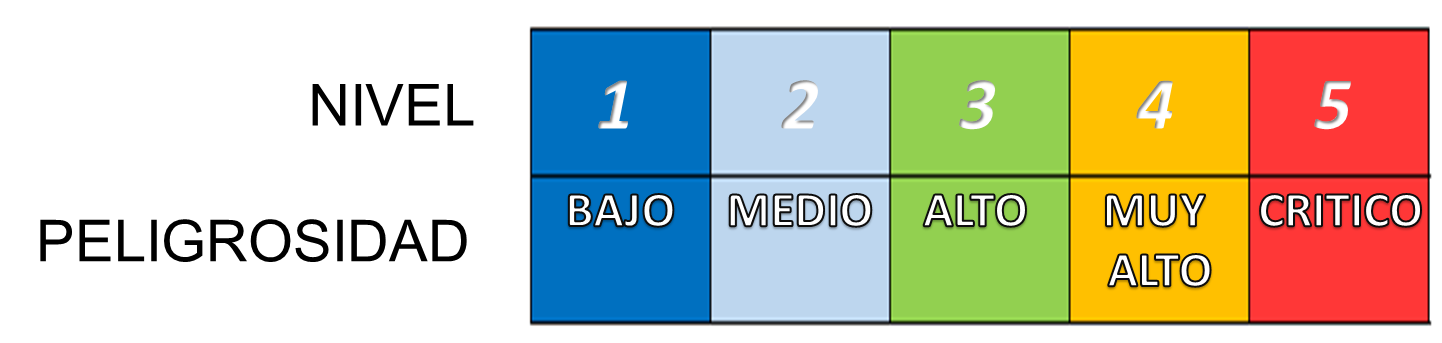 NIVEL 1 2 3 4 5
PELIGROSIDAD BAJO MEDIO ALTO MUY ALTO CRITICO